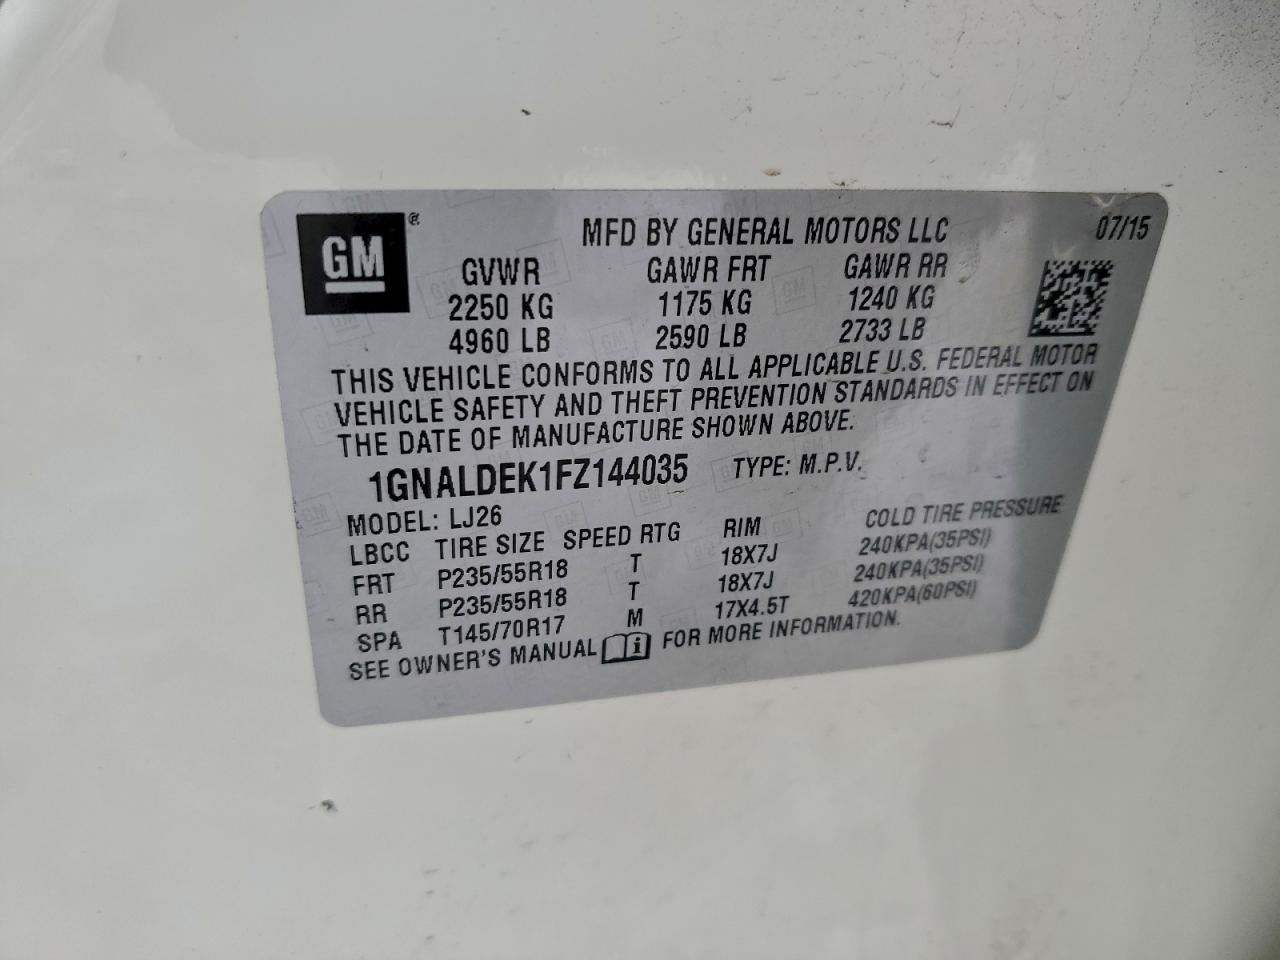 GM®
MFD BY GENERAL MOTORS LLC 07/15
GVWR GAWR FRT GAWR RR
2250 KG 1175 KG 1240 KG
4960 LB 2590 LB 2733 LB
THIS VEHICLE CONFORMS TO ALL APPLICABLE U.S. FEDERAL MOTOR
VEHICLE SAFETY AND THEFT PREVENTION STANDARDS IN EFFECT ON
THE DATE OF MANUFACTURE SHOWN ABOVE.
1GNALDEK1FZ144035 TYPE: M.P.V.
MODEL: LJ26
LBCC TIRE SIZE SPEED RTG RIM COLD TIRE PRESSURE
FRT P235/55R18 T 18X7J 240KPA(35PSI)
RR P235/55R18 T 18X7J 240KPA(35PSI)
SPA T145/70R17 M 17X4.5T 420KPA(60PSI)
SEE OWNER'S MANUAL FOR MORE INFORMATION.